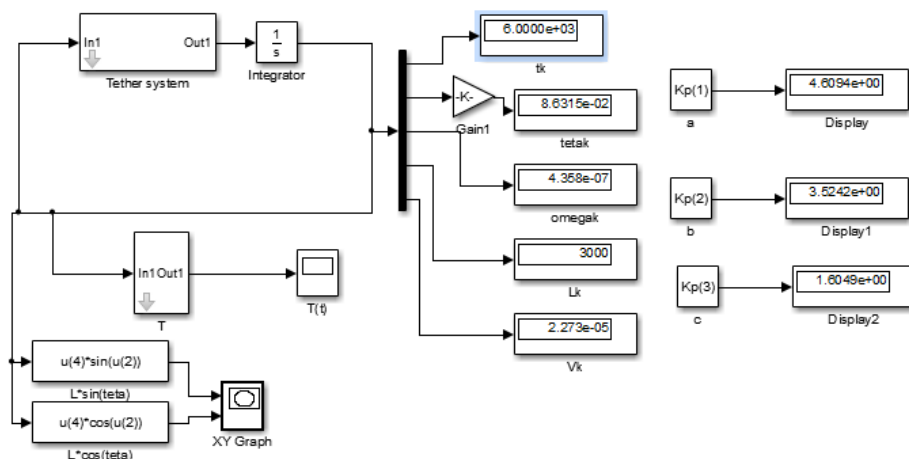 In1
Out1
Tether system
1
s
Integrator
6.0000e+03
tk
-K-
Gain1
8.6315e-02
tetak
4.358e-07
omegak
3000
Lk
2.273e-05
Vk
Kp(1)
a
4.6094e+00
Display
Kp(2)
b
3.5242e+00
Display1
Kp(3)
c
1.6049e+00
Display2
In1 Out1
T
T(t)
u(4)*sin(u(2))
L*sin(teta)
u(4)*cos(u(2))
L*cos(teta)
XY Graph